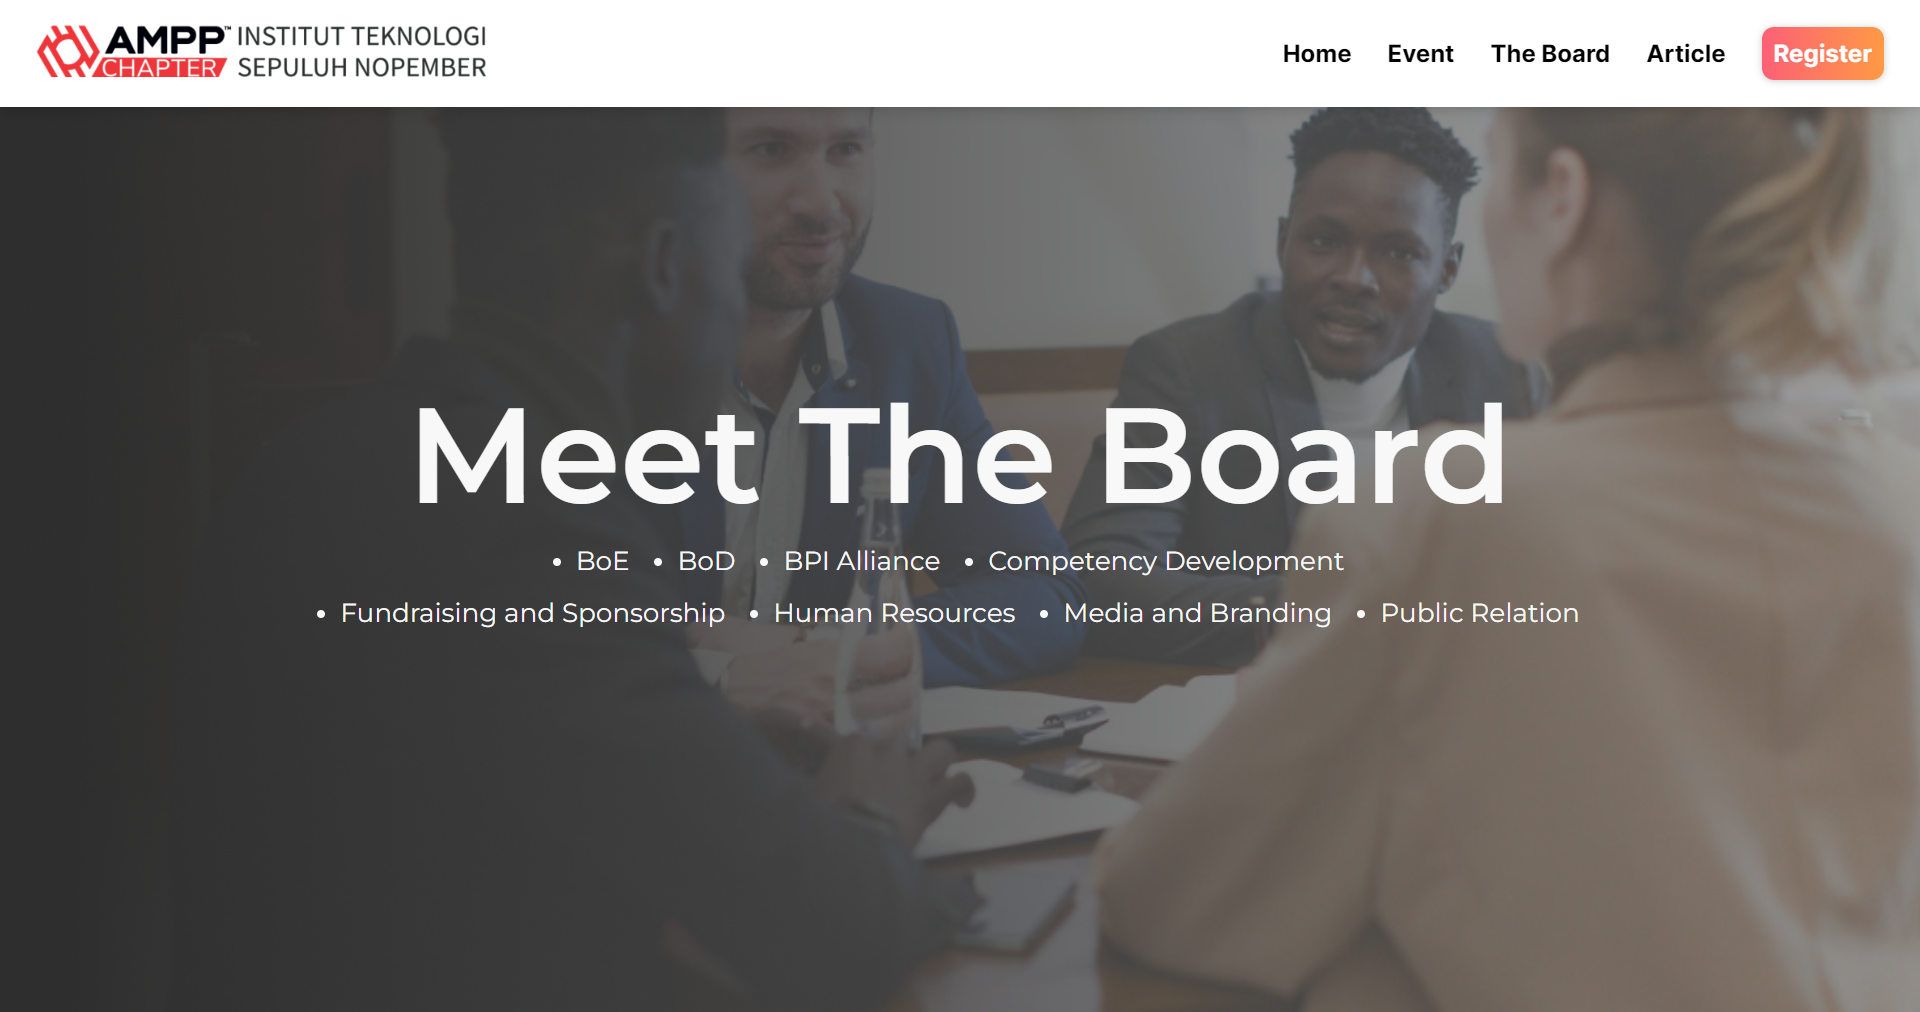 AMPP™ CHAPTER INSTITUT TEKNOLOGI SEPULUH NOPEMBER
Home Event The Board Article Register
Meet The Board
• BoE • BoD • BPI Alliance • Competency Development
• Fundraising and Sponsorship • Human Resources • Media and Branding • Public Relation